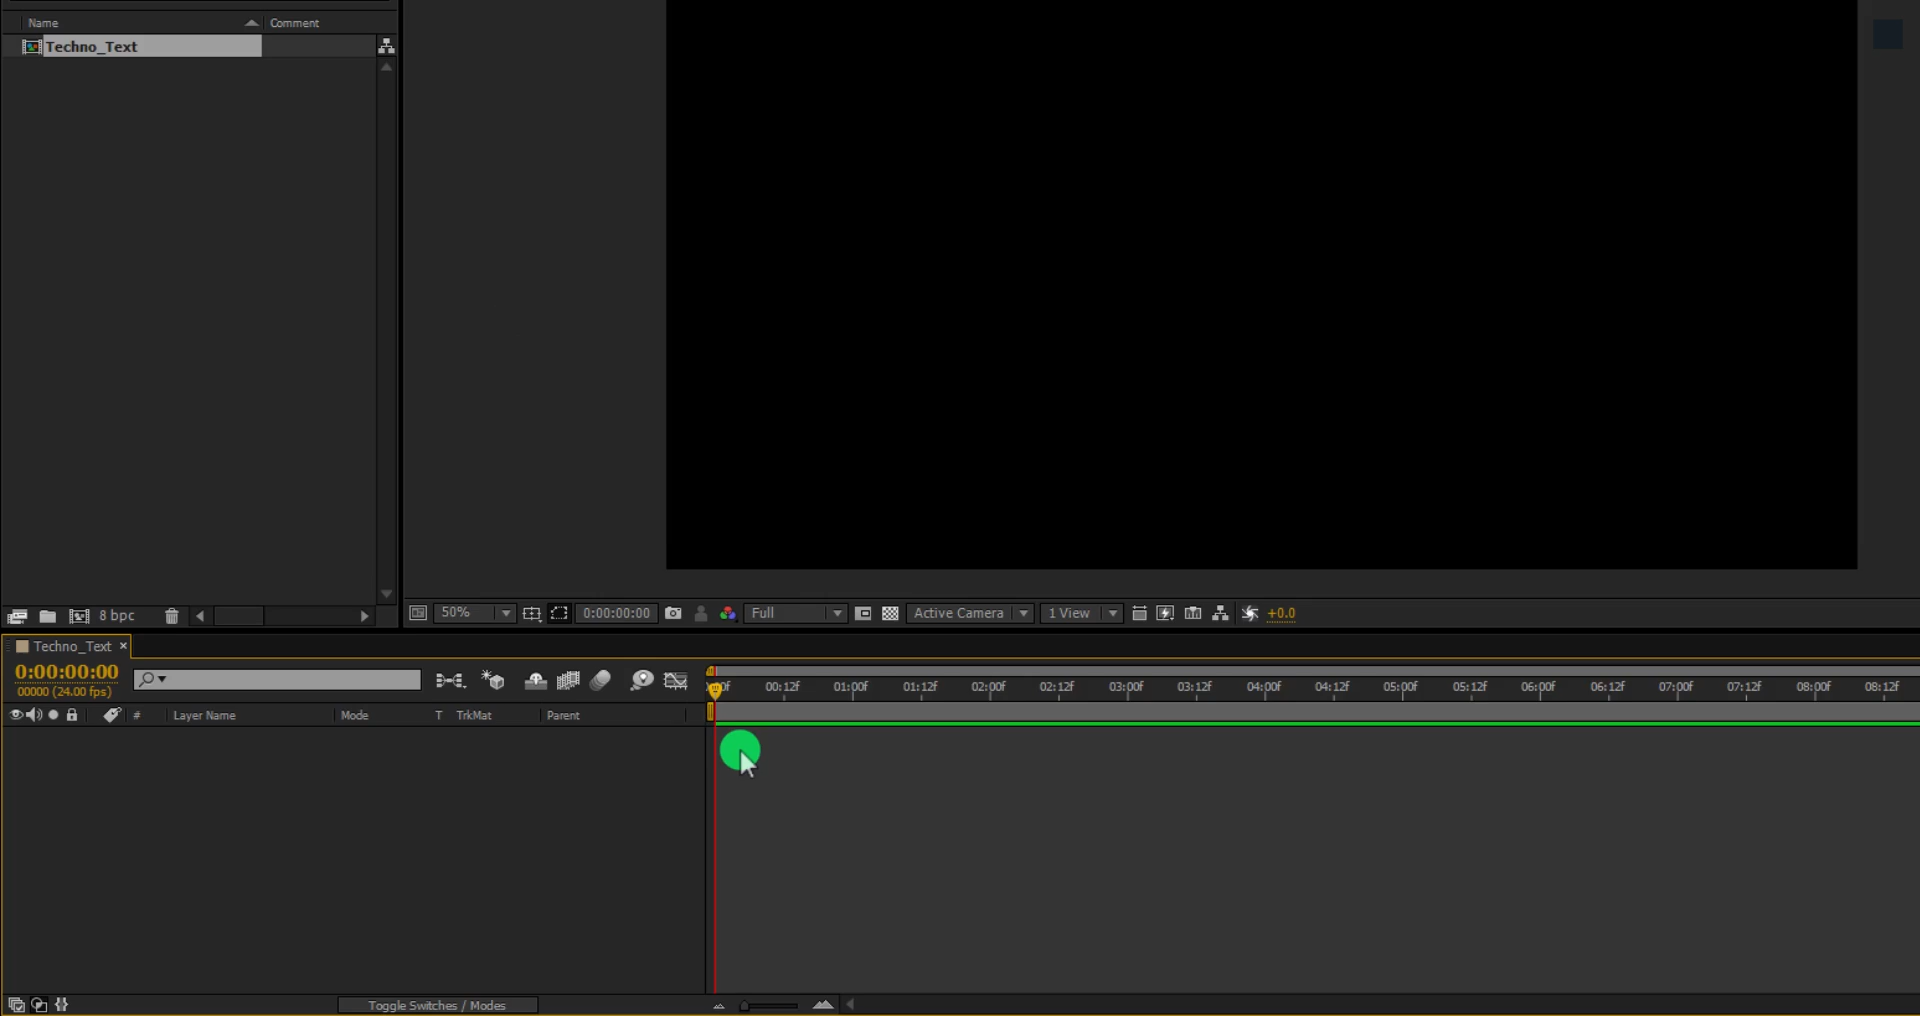 Name Comment
Techno_Text
8 bpc
50% 0:00:00:00 Full Active Camera 1 View +0.0
Techno_Text ×
0:00:00:00
00000 (24.00 fps)
00:12f 01:00f 01:12f 02:00f 02:12f 03:00f 03:12f 04:00f 04:12f 05:00f 05:12f 06:00f 06:12f 07:00f 07:12f 08:00f 08:12f
# Layer Name Mode T TrkMat Parent
Toggle Switches / Modes